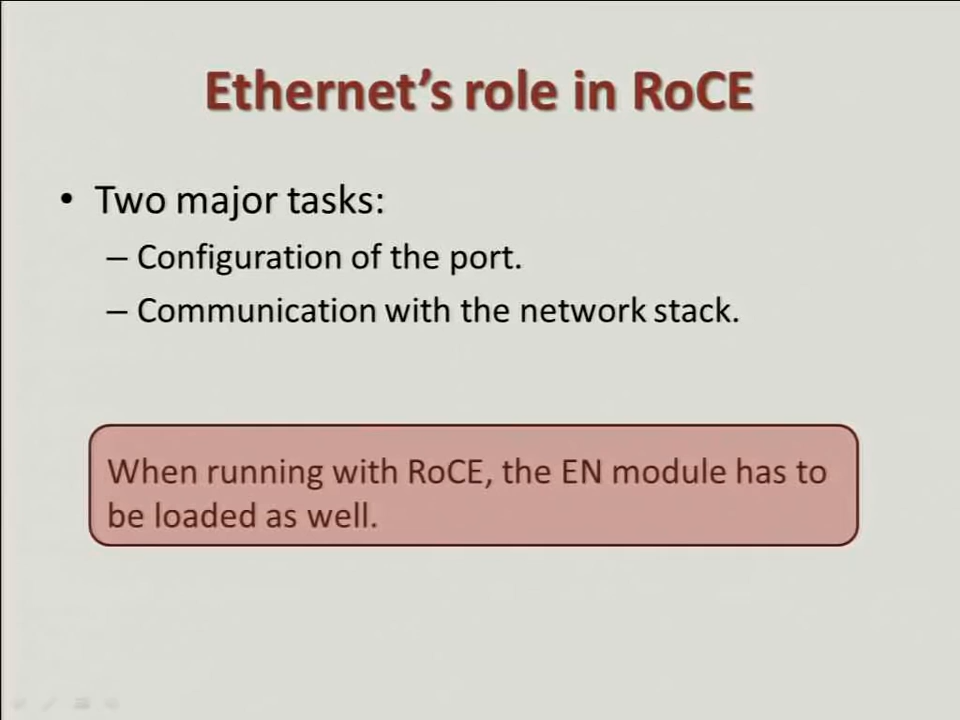 Ethernet's role in RoCE
• Two major tasks:
– Configuration of the port.
– Communication with the network stack.
When running with RoCE, the EN module has to
be loaded as well.